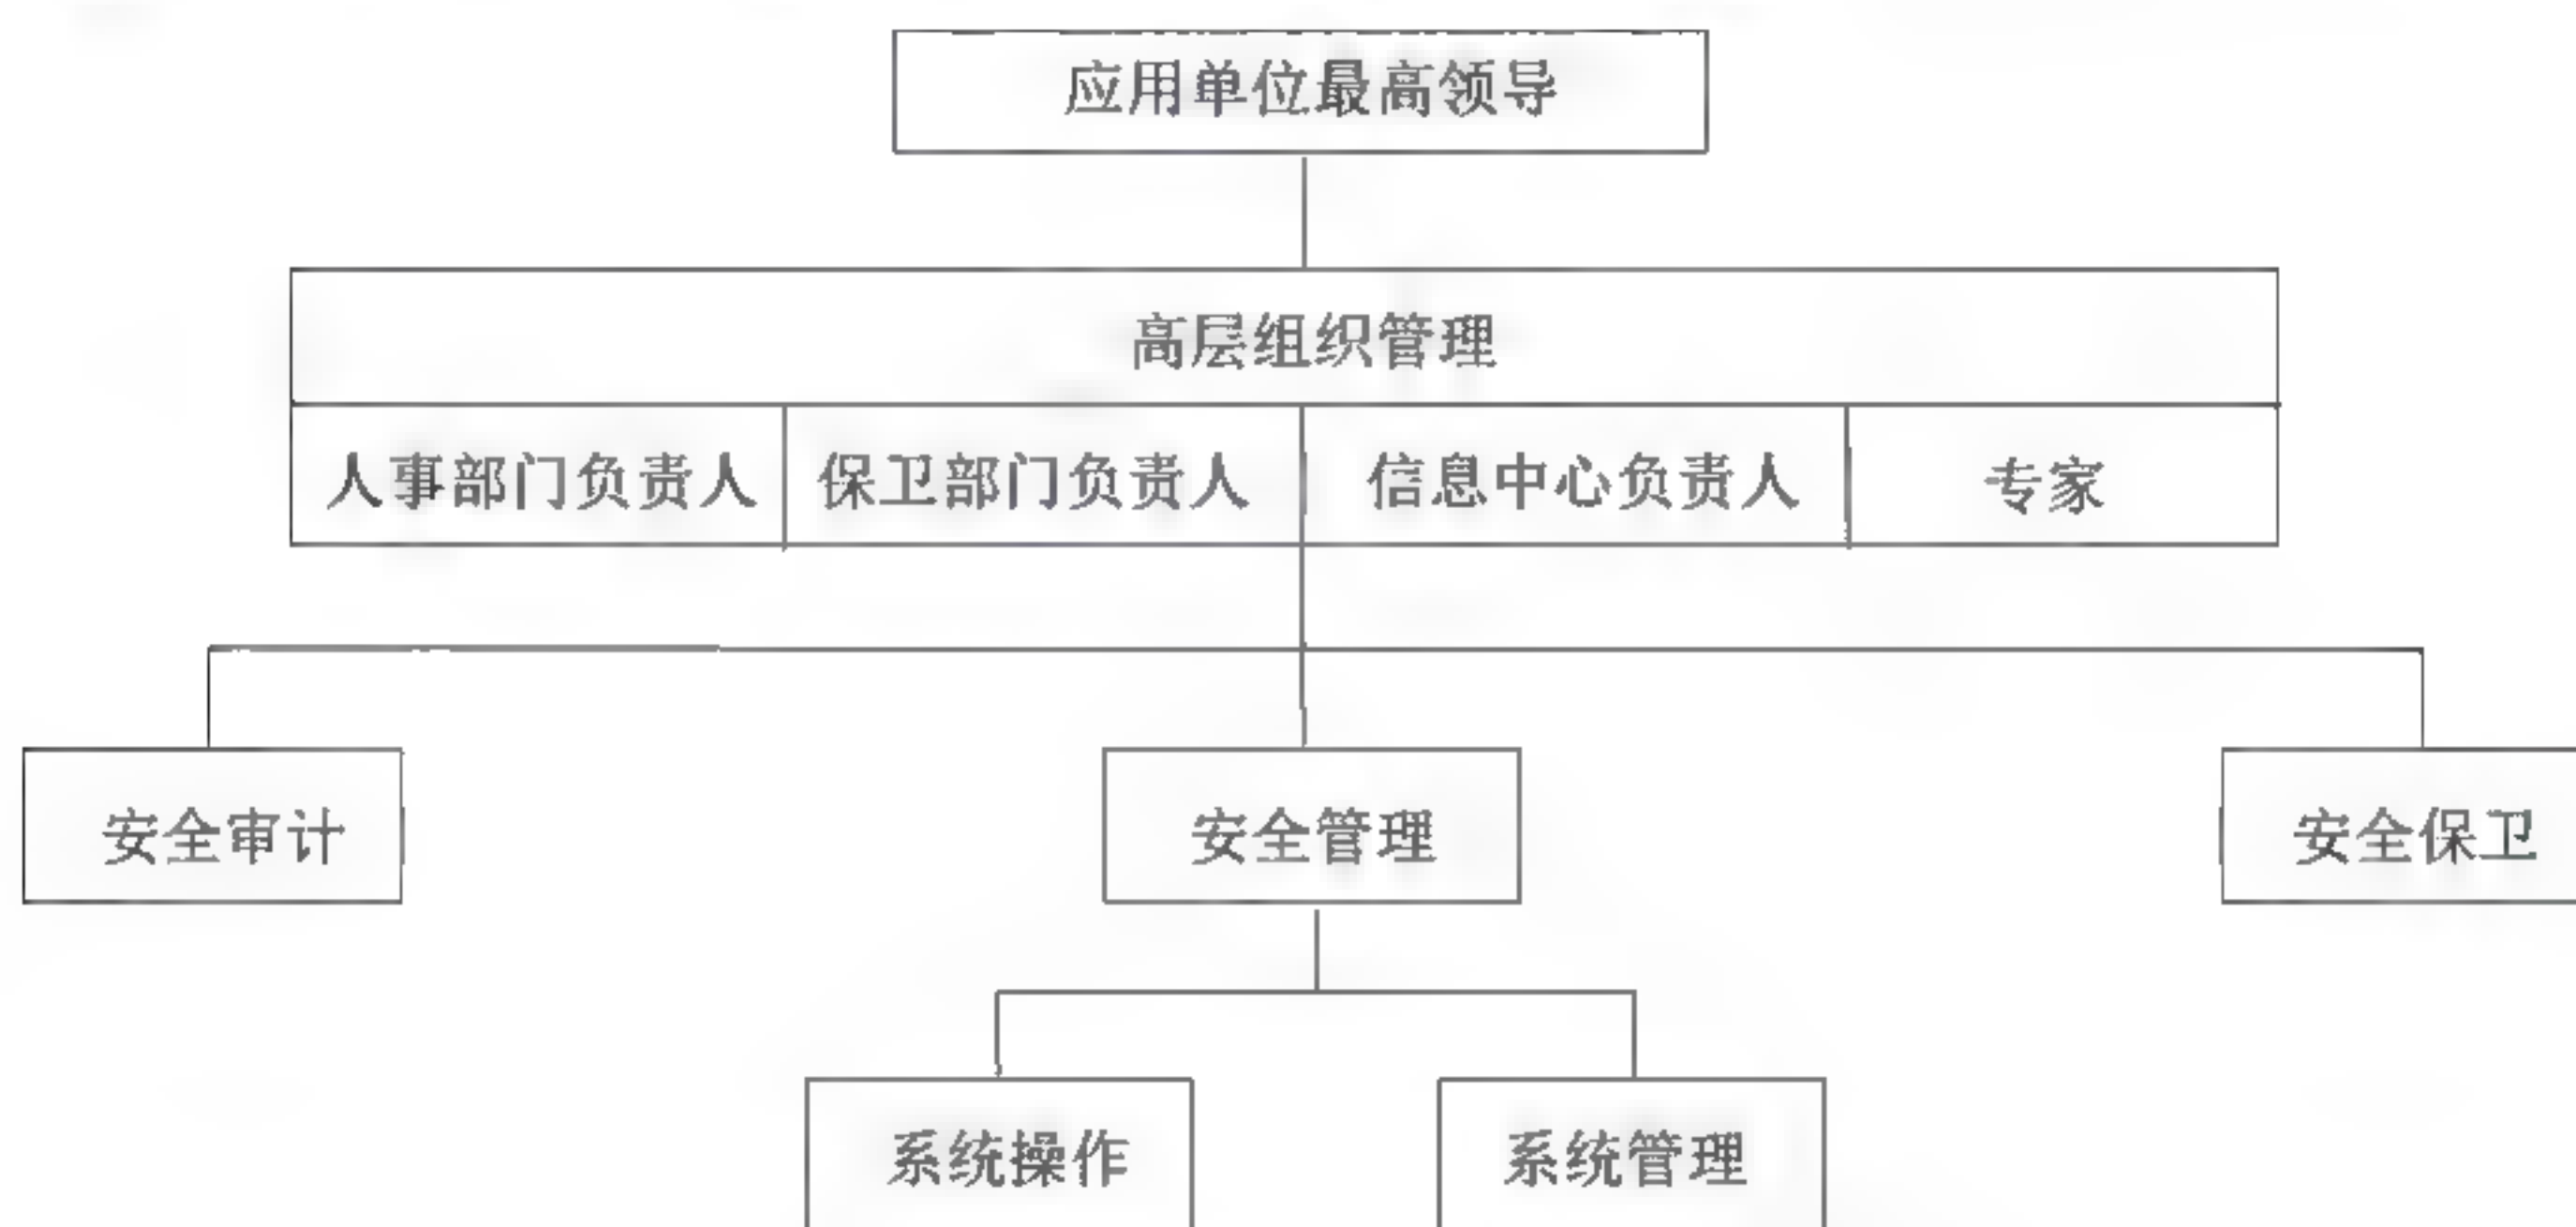 应用单位最高领导
高层组织管理
人事部门负责人 保卫部门负责人 信息中心负责人 专家
安全审计 安全管理 安全保卫
系统操作 系统管理